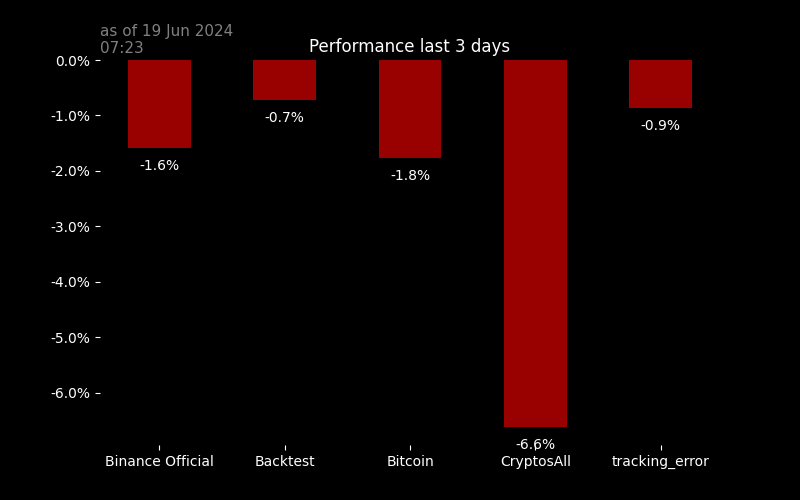 as of 19 Jun 2024
07:23
Performance last 3 days
0.0%
-1.0%
-2.0%
-3.0%
-4.0%
-5.0%
-6.0%
-1.6%
-0.7%
-1.8%
-6.6%
-0.9%
Binance Official
Backtest
Bitcoin
CryptosAll
tracking_error